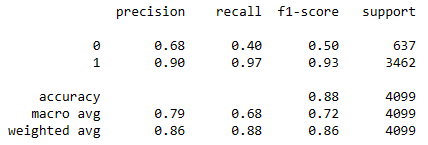 precision recall f1-score support
0 0.68 0.40 0.50 637
1 0.90 0.97 0.93 3462
accuracy 0.88 4099
macro avg 0.79 0.68 0.72 4099
weighted avg 0.86 0.88 0.86 4099